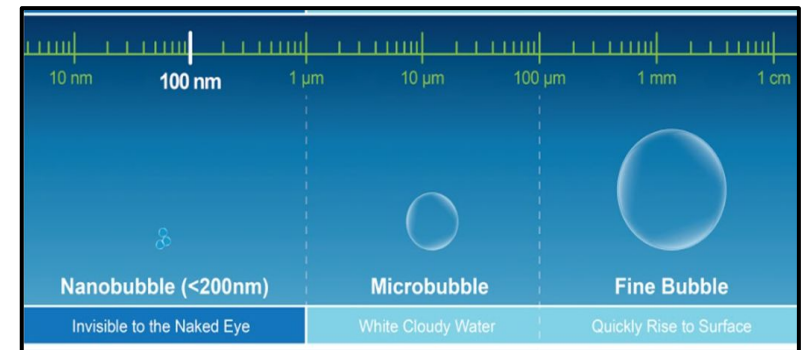 10 nm 100 nm 1 µm 10 µm 100 µm 1 mm 1 cm
Nanobubble (<200nm) Microbubble Fine Bubble
Invisible to the Naked Eye White Cloudy Water Quickly Rise to Surface